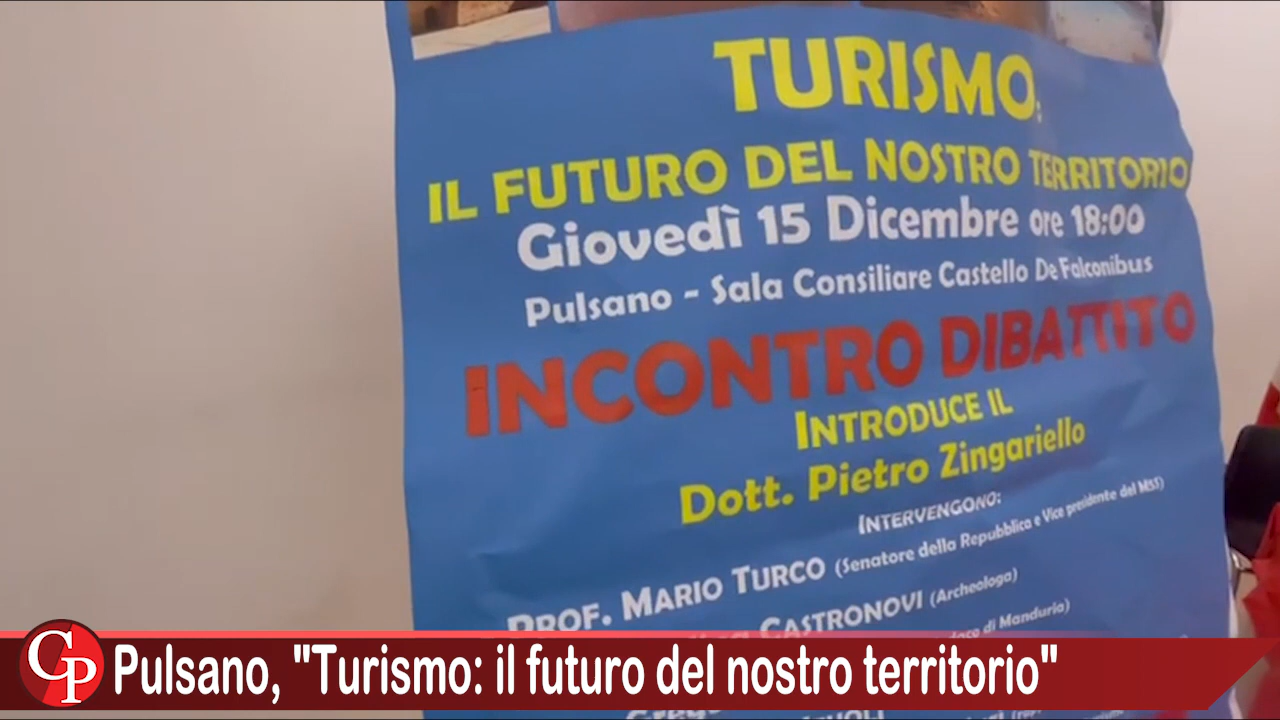 TURISMO:
IL FUTURO DEL NOSTRO TERRITORIO
Giovedì 15 Dicembre ore 18:00
Pulsano - Sala Consiliare Castello De Falconibus
INCONTRO DIBATTITO
INTRODUCE IL
Dott. Pietro Zingariello
INTERVENGONO:
PROF. MARIO TURCO (Senatore della Repubblica e Vice presidente del M5S)
CASTRONOVI (Archeologa)
di Manduria)
CP Pulsano, "Turismo: il futuro del nostro territorio"